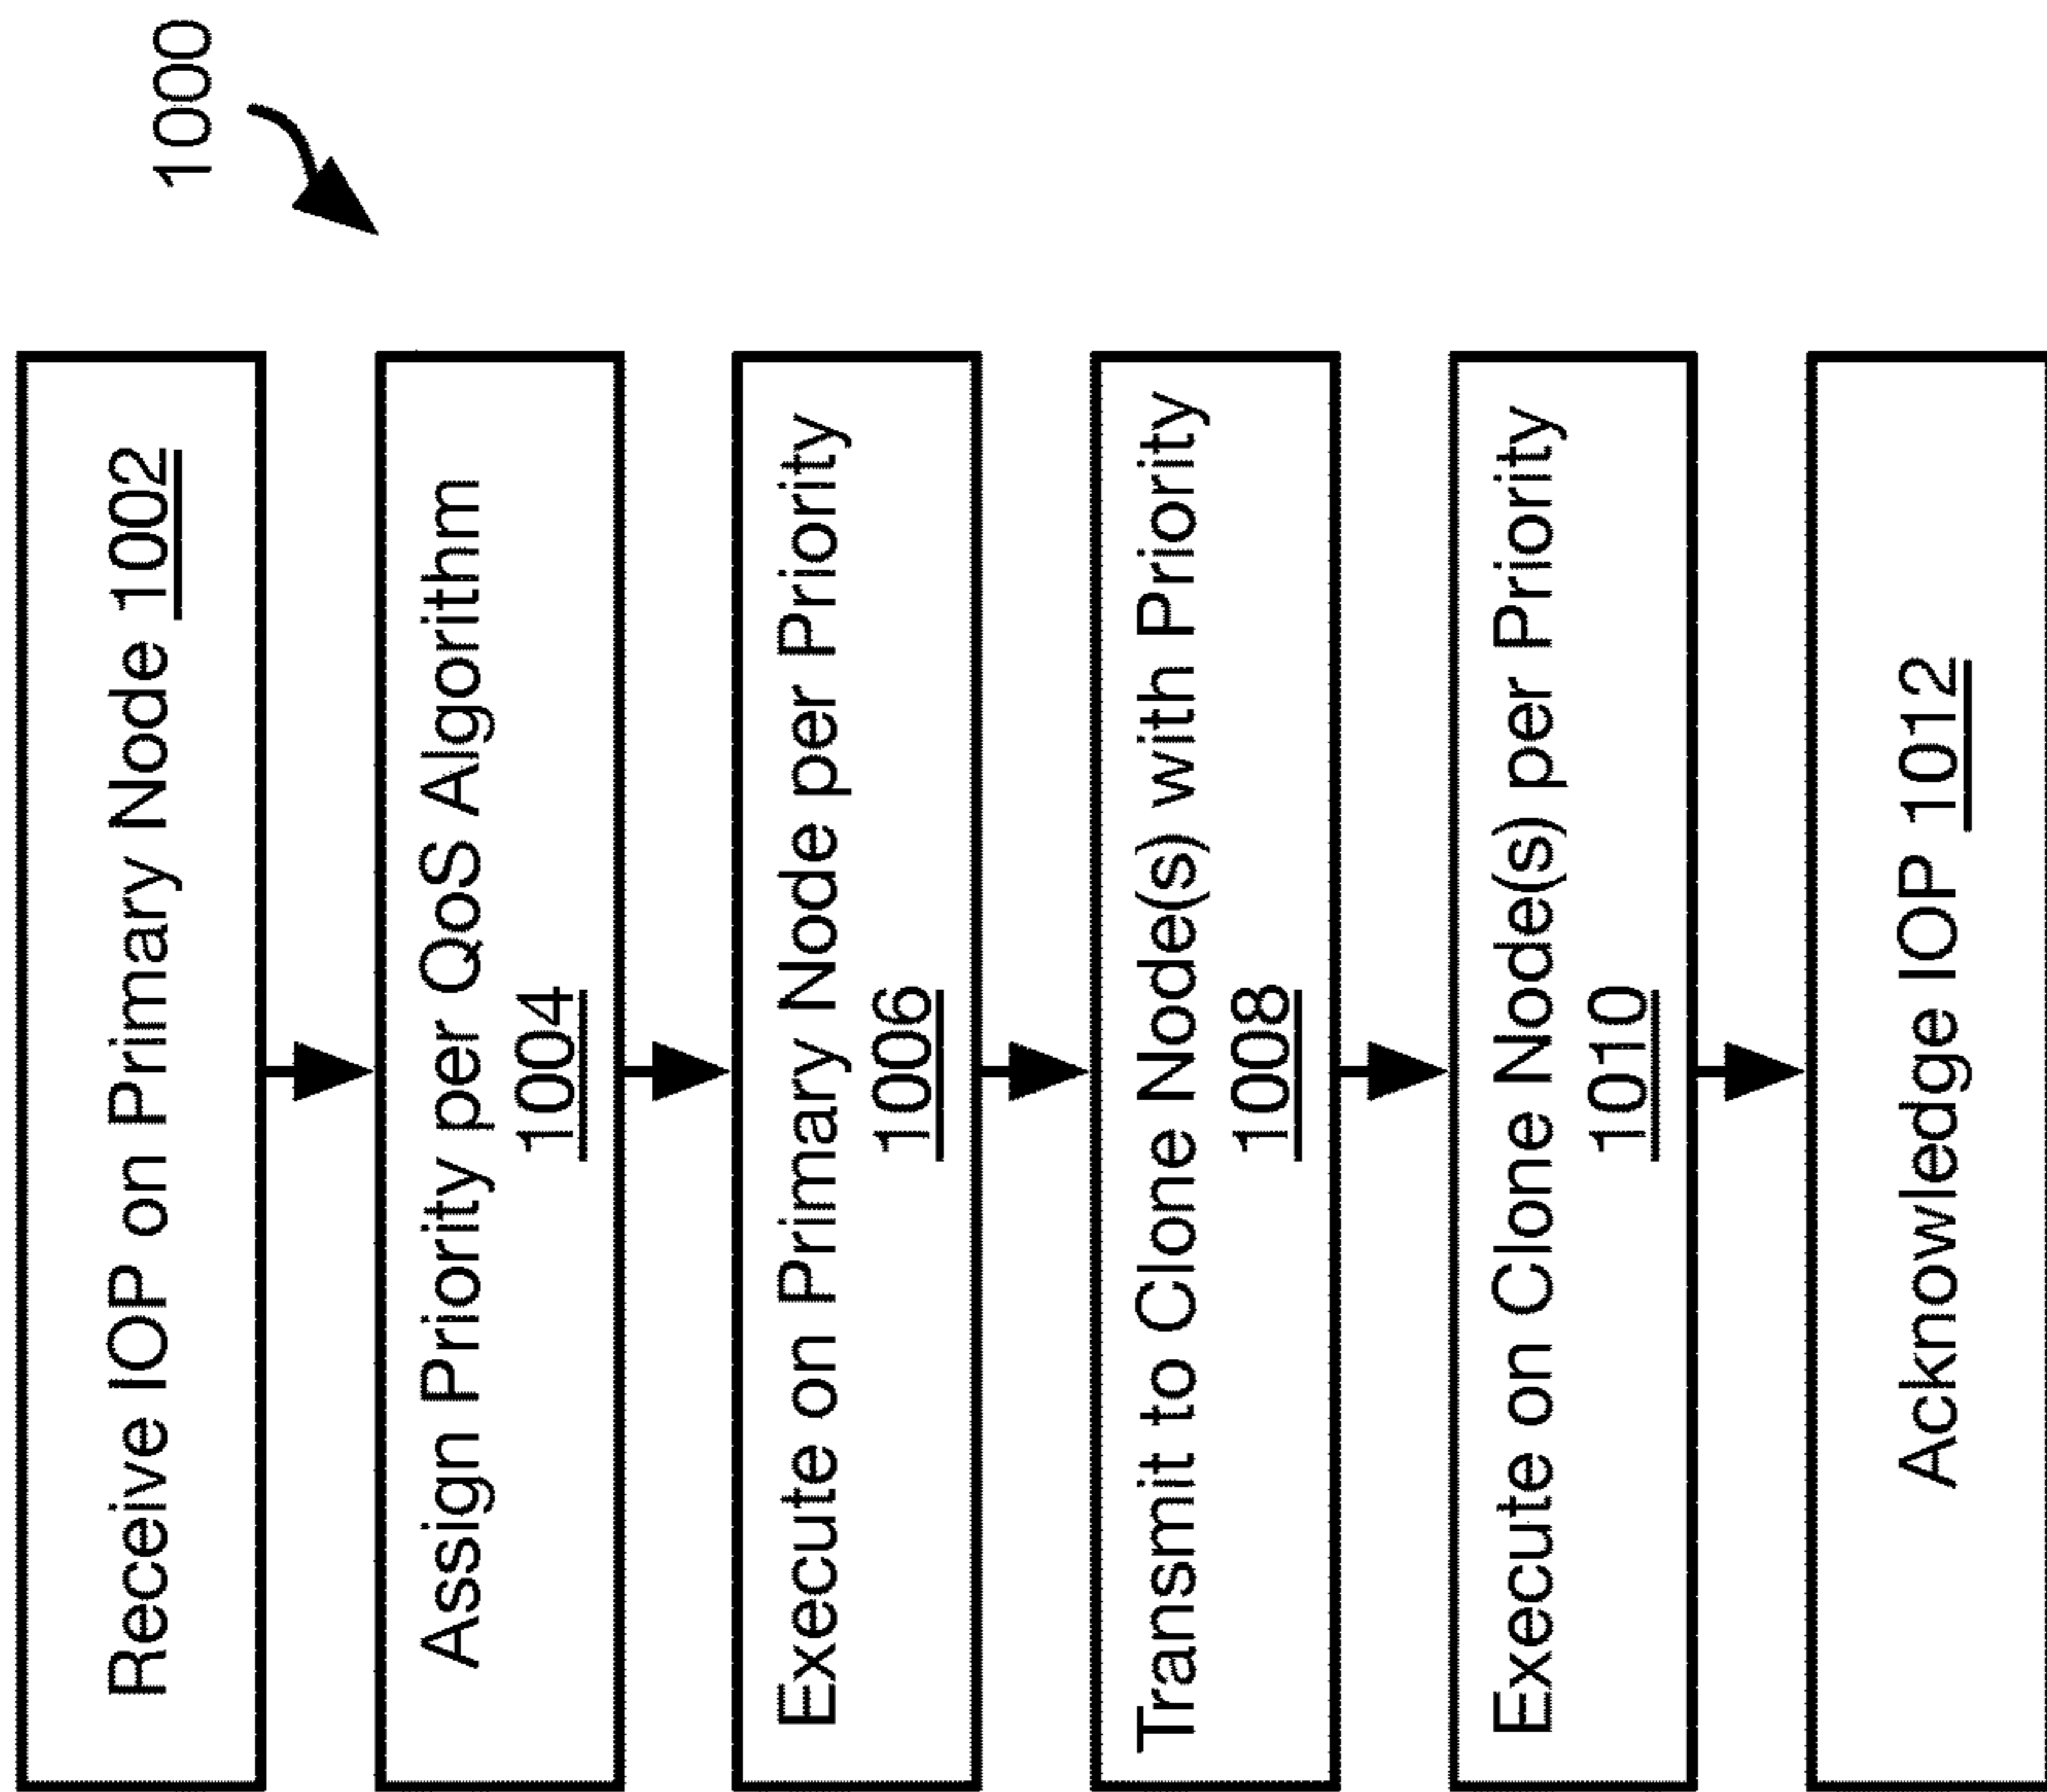 1000
Receive IOP on Primary Node 1002
Assign Priority per QoS Algorithm
1004
Execute on Primary Node per Priority
1006
Transmit to Clone Node(s) with Priority
1008
Execute on Clone Node(s) per Priority
1010
Acknowledge IOP 1012